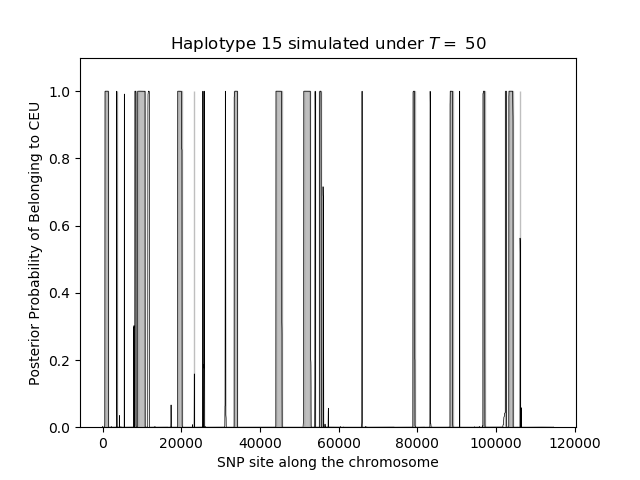 Haplotype 15 simulated under T = 50
Posterior Probability of Belonging to CEU
1.0
0.8
0.6
0.4
0.2
0.0
0 20000 40000 60000 80000 100000 120000
SNP site along the chromosome